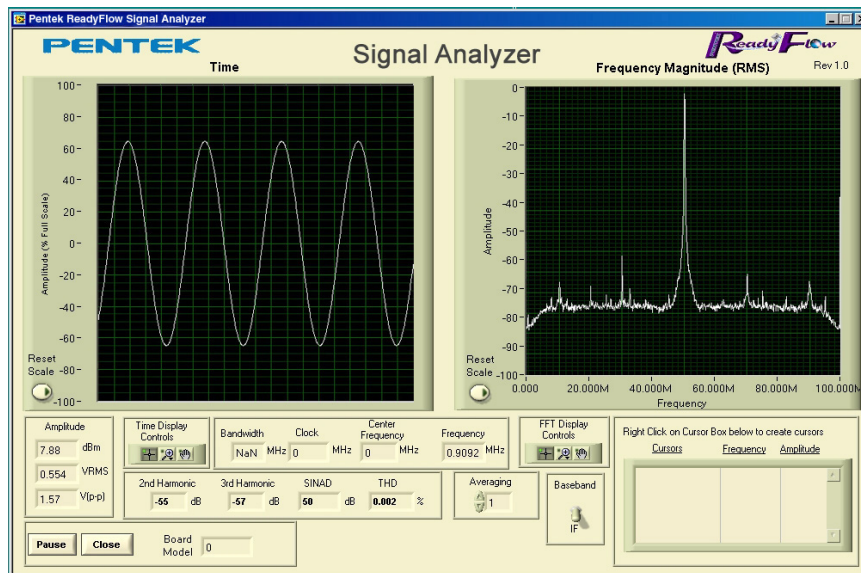 Pentek ReadyFlow Signal Analyzer
PENTEK
Signal Analyzer
ReadyFlow
Rev 1.0
Time
Frequency Magnitude (RMS)
Amplitude (% Full Scale)
100
80
60
40
20
0
-20
-40
-60
-80
-100
Reset
Scale
Amplitude
0
-10
-20
-30
-40
-50
-60
-70
-80
-90
-100
Reset
Scale
0.000 20.000M 40.000M 60.000M 80.000M 100.000M
Frequency
Amplitude
7.88 dBm
0.554 VRMS
1.57 V(p-p)
Time Display
Controls
Bandwidth Clock Center Frequency Frequency
NaN MHz 0 MHz 0 MHz 0.9092 MHz
FFT Display
Controls
2nd Harmonic 3rd Harmonic SINAD THD
-55 dB -57 dB 50 dB 0.002 %
Averaging
1
Baseband
IF
Right Click on Cursor Box below to create cursors
Cursors Frequency Amplitude
Pause Close Board Model 0